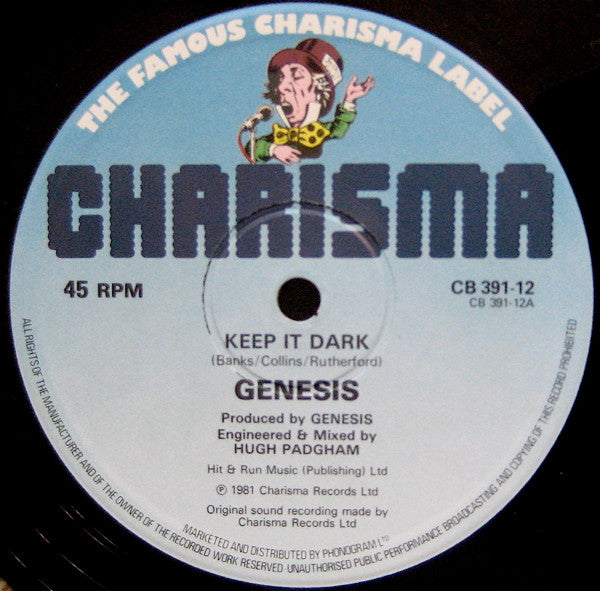 THE FAMOUS CHARISMA LABEL
CHARISMA
45 RPM
CB 391-12
CB 391-12A
KEEP IT DARK
(Banks/Collins/Rutherford)
GENESIS
Produced by GENESIS
Engineered & Mixed by
HUGH PADGHAM
Hit & Run Music (Publishing) Ltd
℗ 1981 Charisma Records Ltd
Original sound recording made by
Charisma Records Ltd
MARKETED AND DISTRIBUTED BY PHONOGRAM LTD
ALL RIGHTS OF THE MANUFACTURER AND OF THE OWNER OF THE RECORDED WORK RESERVED UNAUTHORISED PUBLIC PERFORMANCE BROADCASTING AND COPYING OF THIS RECORD PROHIBITED